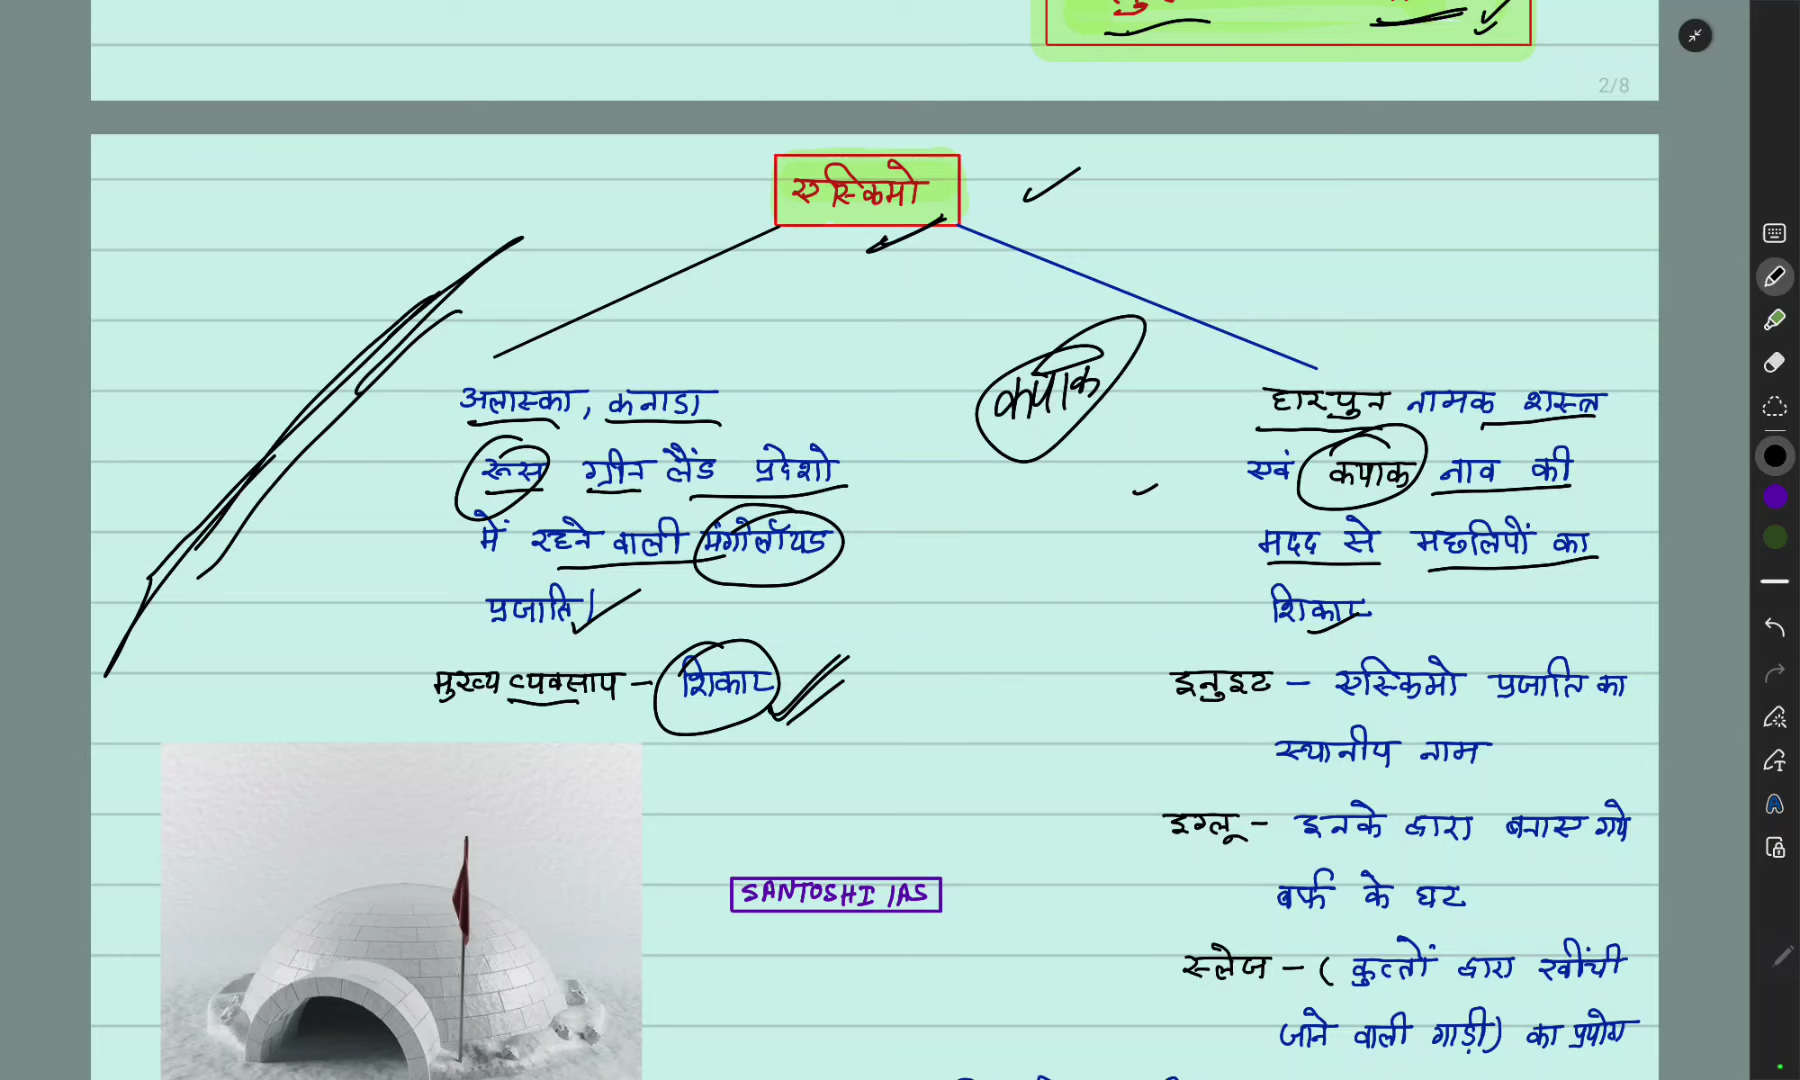 2/8
एस्किमो
अलास्का, कनाडा
रूस ग्रीन लैंड प्रदेशो
में रहने वाली मंगोलॉयड
प्रजाति।
मुख्य व्यवसाय - शिकार
कयाक
हारपुन नामक शस्त्र
एवं कयाक नाव की
मदद से मछलियों का
शिकार
इनुइट - एस्किमो प्रजाति का
स्थानीय नाम
इग्लू - इनके द्वारा बनाए गये
बर्फ के घर
स्लेज - (कुत्तों द्वारा खींची
जाने वाली गाड़ी) का प्रयोग
SANTOSHI IAS